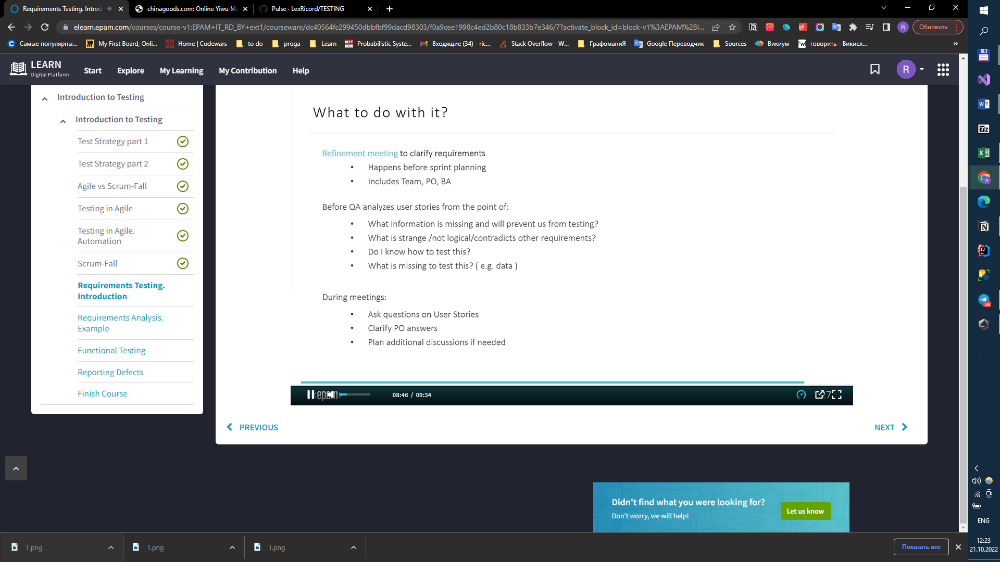 Requirements Testing. Introd
chinagoods.com: Online Yiwu Ma
Pulse · LexRicord/TESTING
elearn.epam.com/courses/course-v1:EPAM+IT_RD_BY+ext1/courseware/dc40564fc299450dbbfbf99dacd98303/f0a9cee1998c4ed2b80c18b833b7e346/7?activate_block_id=block-v1%3AEPAM%2BI...
R
Обновить
Самые популярны...
My First Board, Onli...
Home | Codewars
to do
proga
Learn
MIT OCW
Probabilistic Syste...
Входящие (34) - ric...
Stack Overflow - W...
ГрафоманиЯ
Google Переводчик
Sources
Викиум
говорить - Викисл...
»
LEARN
Digital Platform
Start
Explore
My Learning
My Contribution
Help
R
Introduction to Testing
Introduction to Testing
Test Strategy part 1
Test Strategy part 2
Agile vs Scrum-Fall
Testing in Agile
Testing in Agile.
Automation
Scrum-Fall
Requirements Testing.
Introduction
Requirements Analysis.
Example
Functional Testing
Reporting Defects
Finish Course
What to do with it?
Refinement meeting to clarify requirements
• Happens before sprint planning
• Includes Team, PO, BA
Before QA analyzes user stories from the point of:
• What information is missing and will prevent us from testing?
• What is strange /not logical/contradicts other requirements?
• Do I know how to test this?
• What is missing to test this? ( e.g. data )
During meetings:
• Ask questions on User Stories
• Clarify PO answers
• Plan additional discussions if needed
epam
08:46 / 09:34
27
PREVIOUS
NEXT
Didn't find what you were looking for?
Don't worry, we will help!
Let us know
1.png
1.png
1.png
Показать все
7z
98
ENG
12:23
21.10.2022